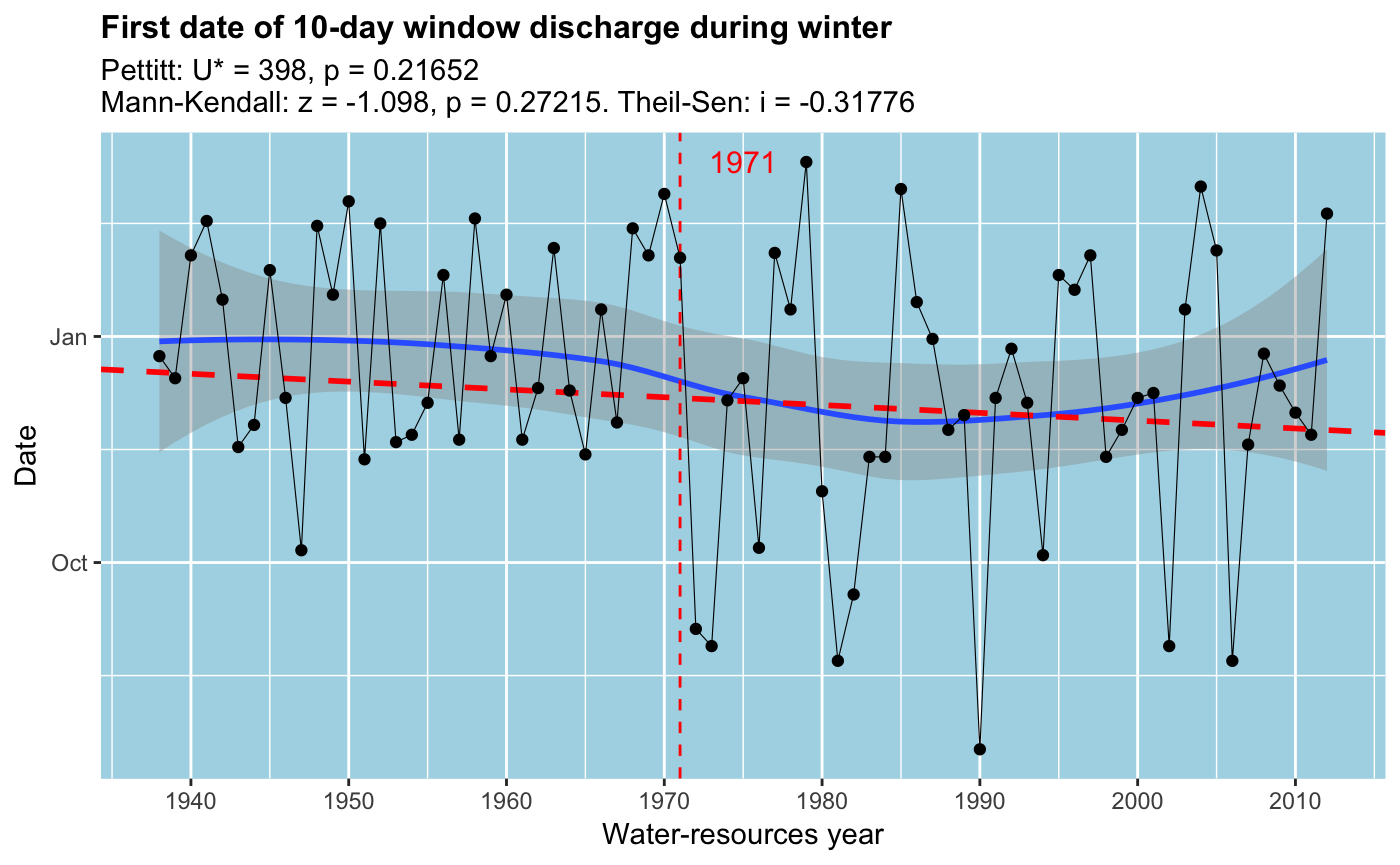 First date of 10-day window discharge during winter
Pettitt: U* = 398, p = 0.21652
Mann-Kendall: z = -1.098, p = 0.27215. Theil-Sen: i = -0.31776
1971
Jan
Oct
Date
1940 1950 1960 1970 1980 1990 2000 2010
Water-resources year